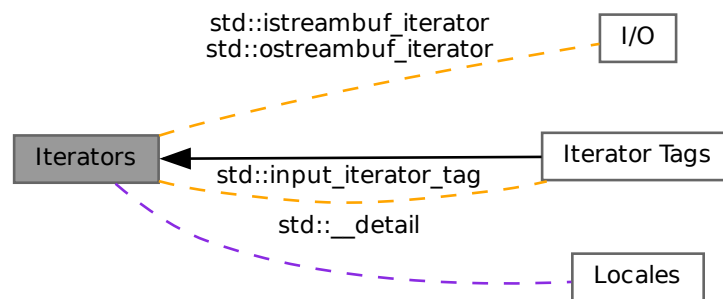 std::istreambuf_iterator
std::ostreambuf_iterator
I/O
Iterators
Iterator Tags
std::input_iterator_tag
std::__detail
Locales